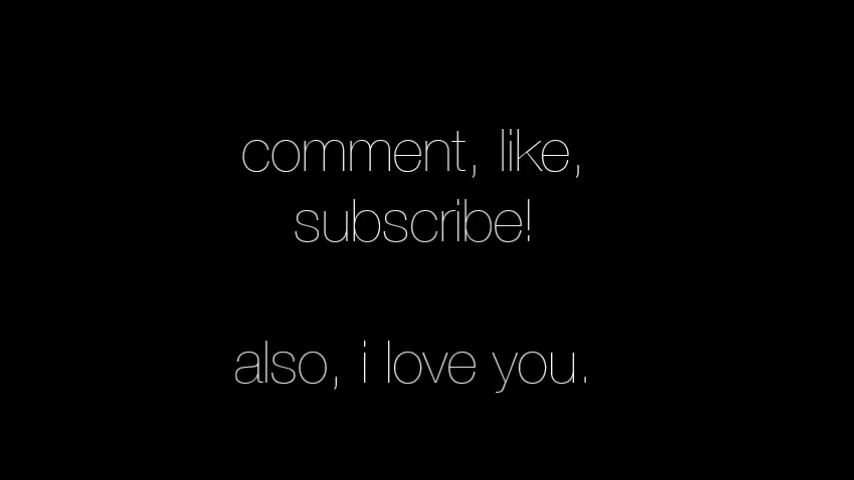 comment, like,
subscribe!
also, i love you.